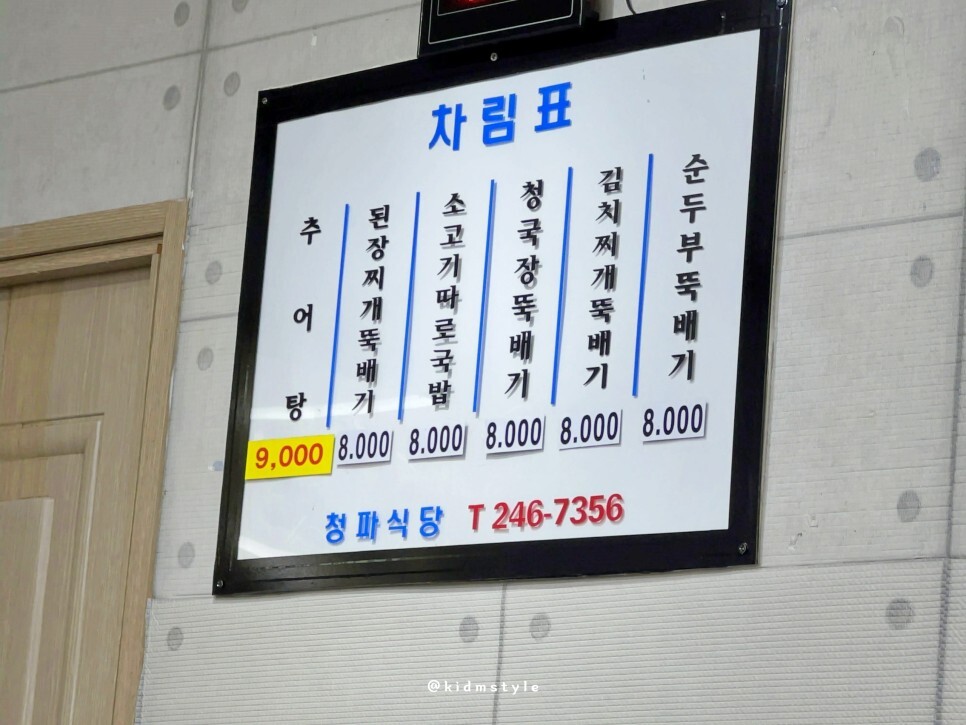 차림표
추어탕
9,000
된장찌개뚝배기
8.000
소고기따로국밥
8.000
청국장뚝배기
8.000
김치찌개뚝배기
8.000
순두부뚝배기
8.000
청파식당 T 246-7356
@kidmstyle